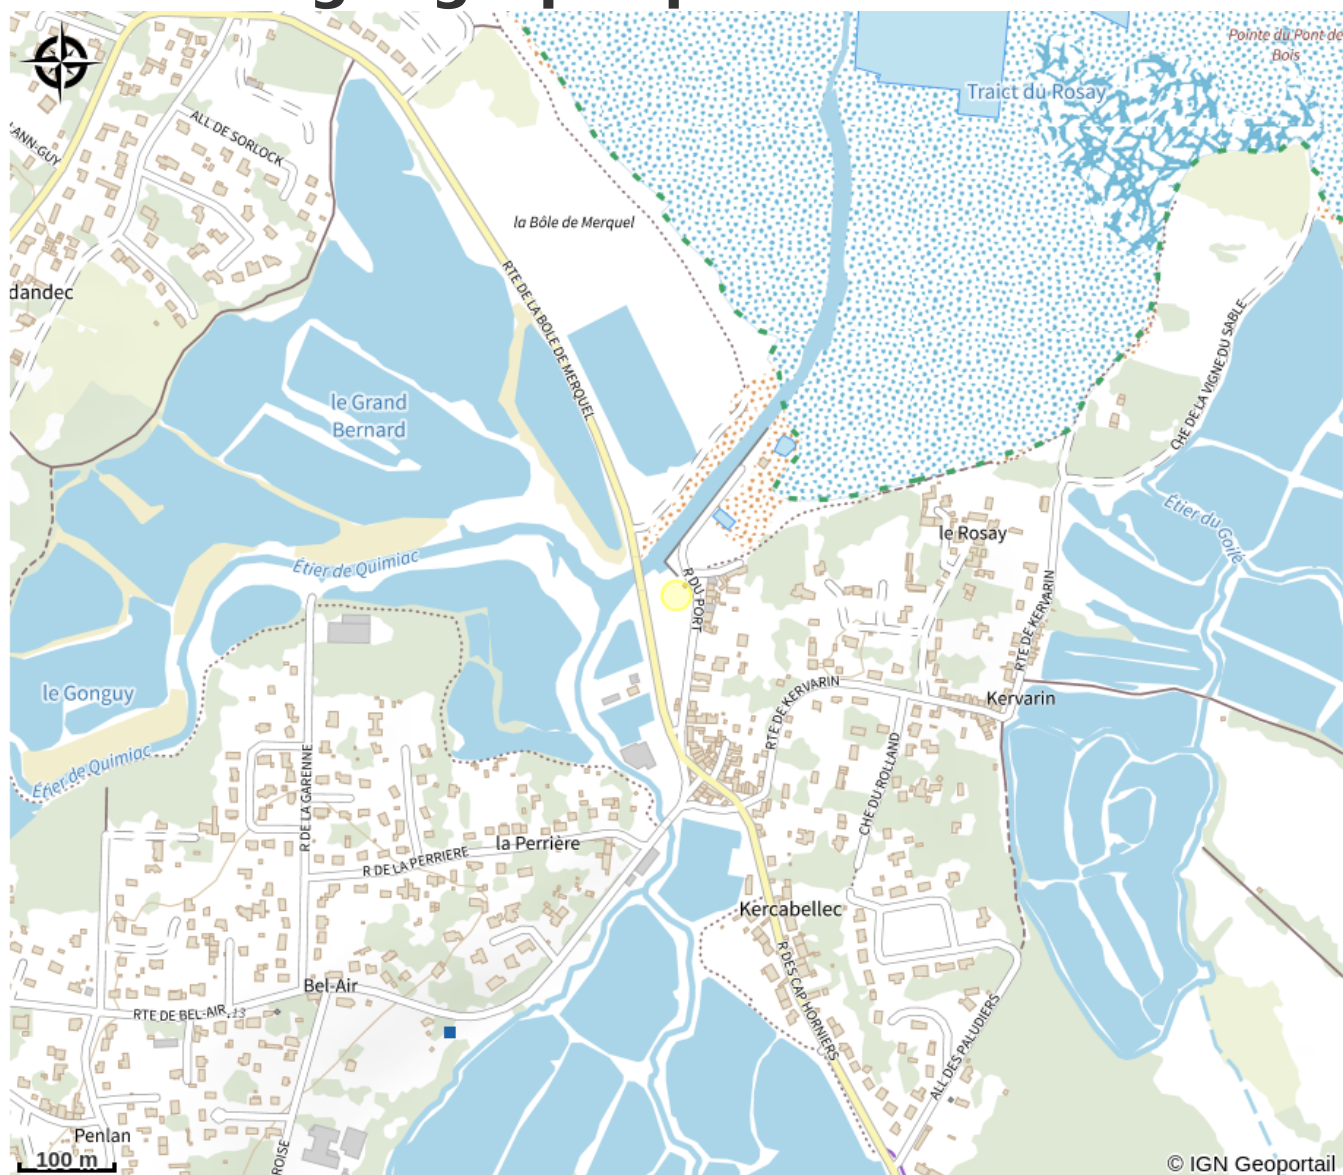 Pointe du Pont de
Bois
Traict du Rosay
ALL DE SORLOCK
-ANN-GUY
la Bôle de Merquel
dandec
RTE DE LA BOLE DE MERQUEL
CHE DE LA VIGNE DU SABLE
le Grand
Bernard
Étier du Goilé
le Rosay
Étier de Quimiac
R DU PORT
RTE DE KERVARIN
le Gonguy
RTE DE KERVARIN
Kervarin
Étier de Quimiac
R DE LA GARENNE
CHE DU ROLLAND
la Perrière
R DE LA PERRIERE
Kercabellec
R DES CAP HORNIERS
Bel-Air
RTE DE BEL-AIR
13
ALL DES PALUDIERS
Penlan
ROISE
100 m
© IGN Geoportail